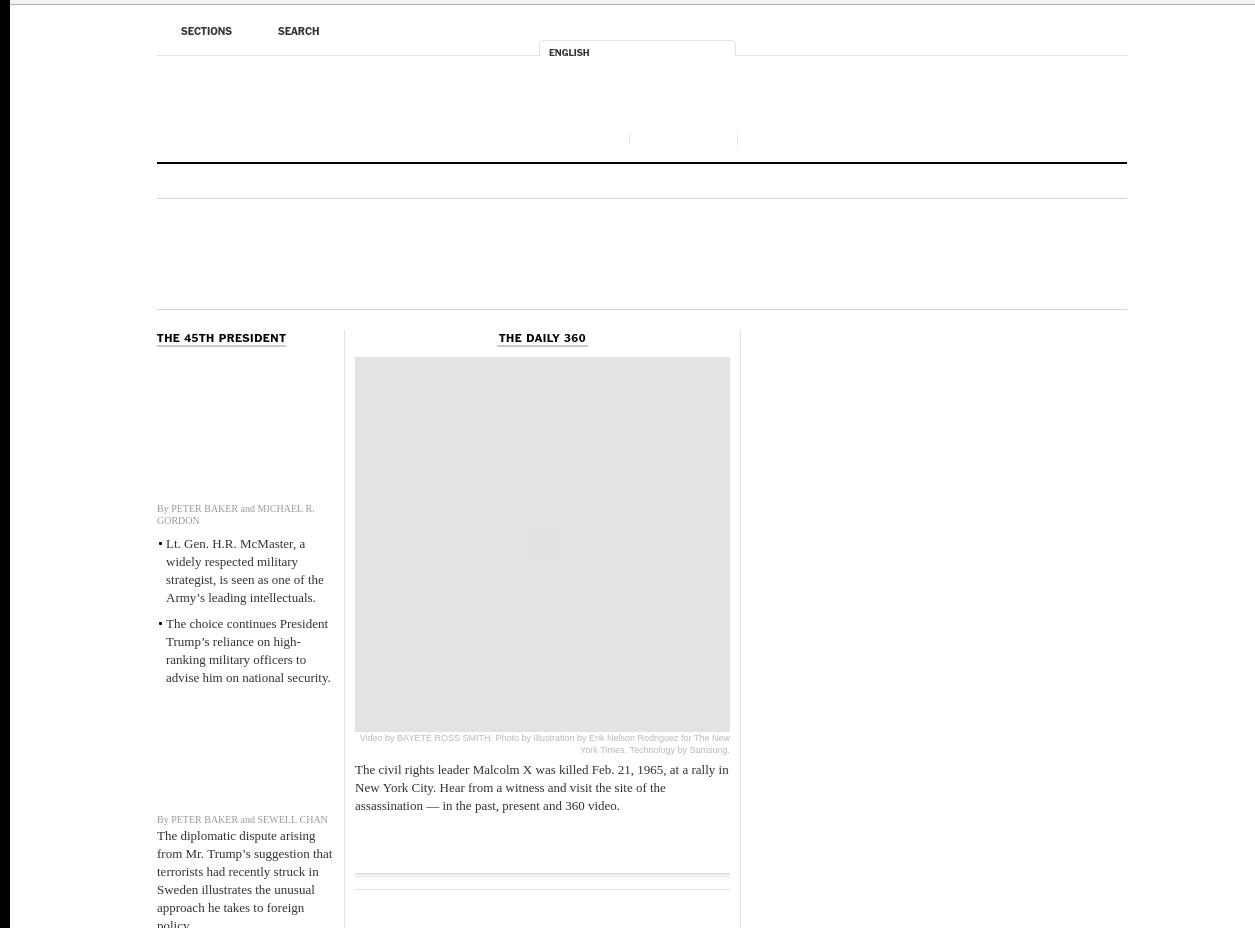 SECTIONS
SEARCH
ENGLISH
THE 45TH PRESIDENT
By PETER BAKER and MICHAEL R.
GORDON
• Lt. Gen. H.R. McMaster, a
widely respected military
strategist, is seen as one of the
Army’s leading intellectuals.
• The choice continues President
Trump’s reliance on high-
ranking military officers to
advise him on national security.
By PETER BAKER and SEWELL CHAN
The diplomatic dispute arising
from Mr. Trump’s suggestion that
terrorists had recently struck in
Sweden illustrates the unusual
approach he takes to foreign
policy.
THE DAILY 360
Video by BAYETÉ ROSS SMITH. Photo by Illustration by Erik Nelson Rodriguez for The New
York Times. Technology by Samsung.
The civil rights leader Malcolm X was killed Feb. 21, 1965, at a rally in
New York City. Hear from a witness and visit the site of the
assassination — in the past, present and 360 video.